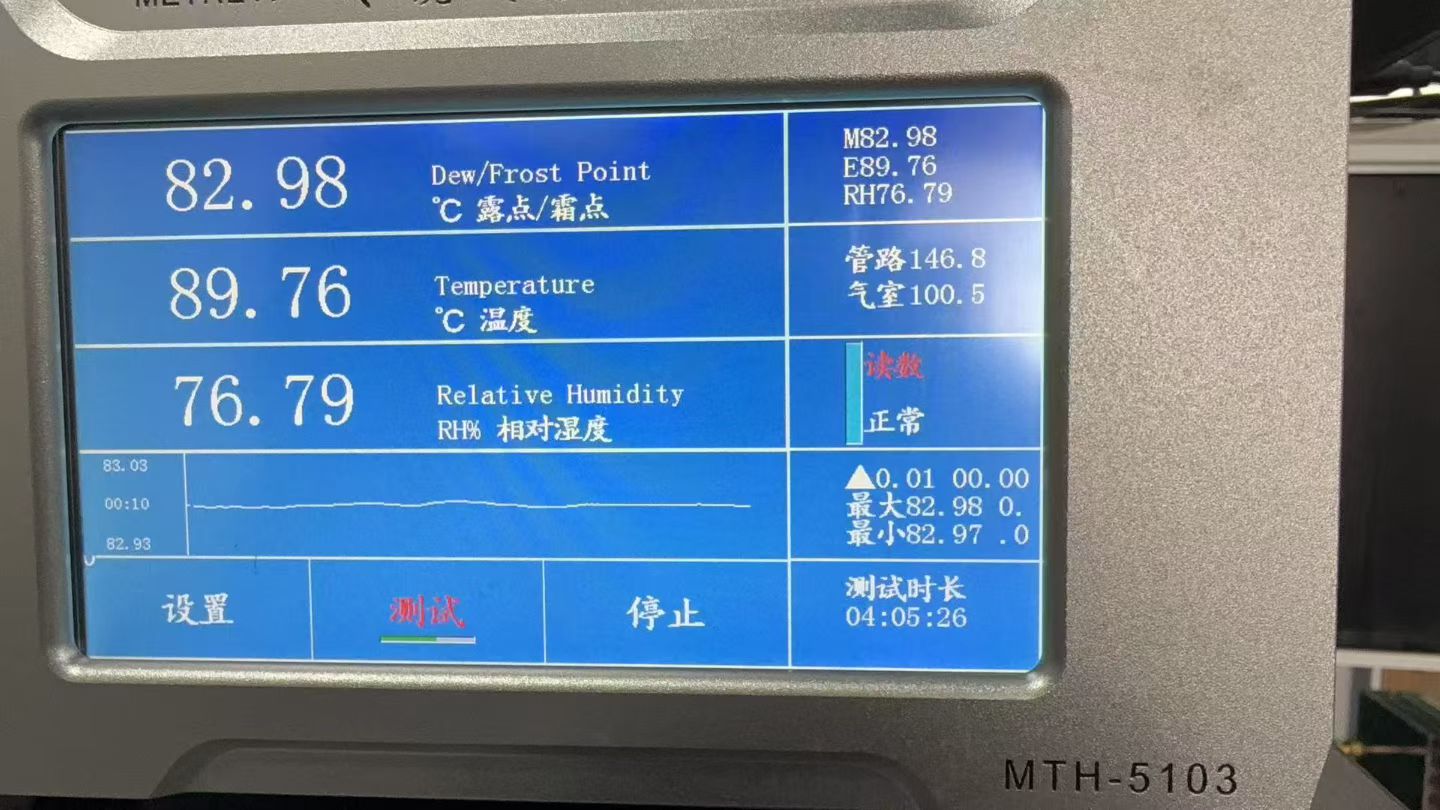 82.98
Dew/Frost Point
℃ 露点/霜点
M82.98
E89.76
RH76.79
89.76
Temperature
℃ 温度
管路146.8
气室100.5
76.79
Relative Humidity
RH% 相对湿度
读数
正常
83.03
00:10
82.93
▲0.01 00.00
最大82.98 0.
最小82.97 .0
设置
测试
停止
测试时长
04:05:26
MTH-5103